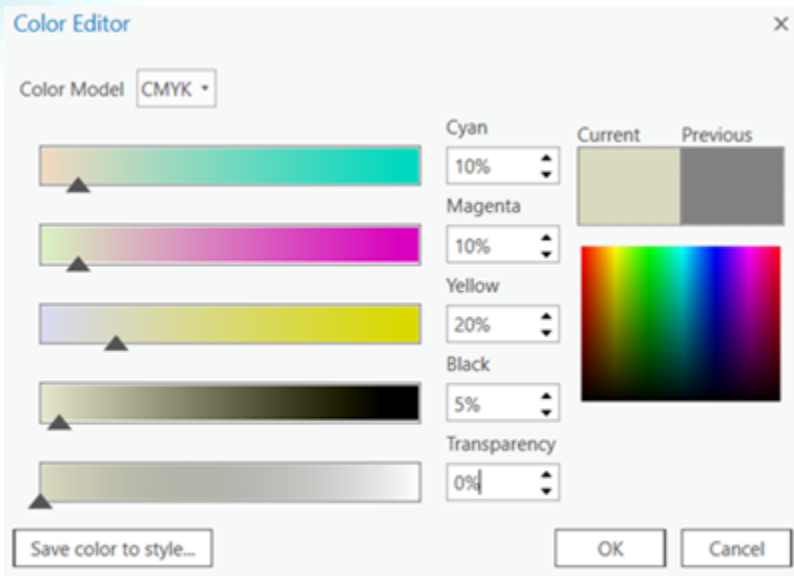 Color Editor
Color Model CMYK
Cyan
10%
Current Previous
Magenta
10%
Yellow
20%
Black
5%
Transparency
0%
Save color to style...
OK
Cancel